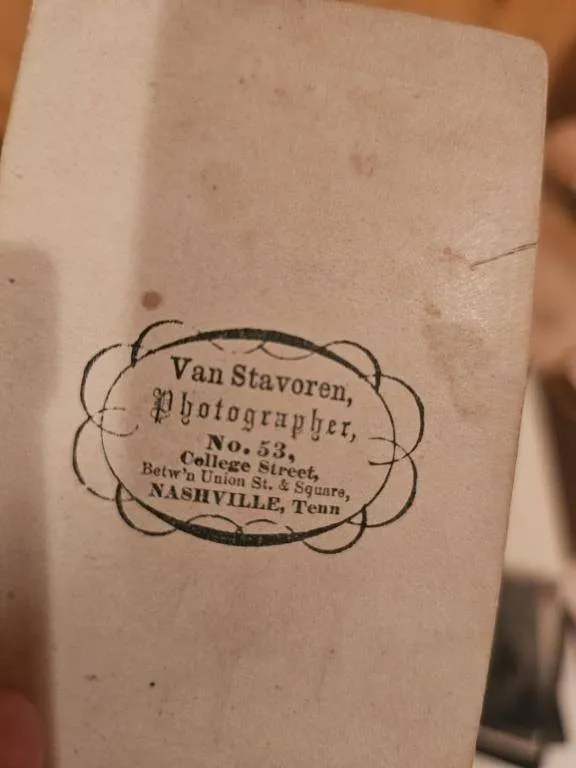 Van Stavoren,
Photographer,
No. 53,
College Street,
Betw'n Union St. & Square,
NASHVILLE, Tenn